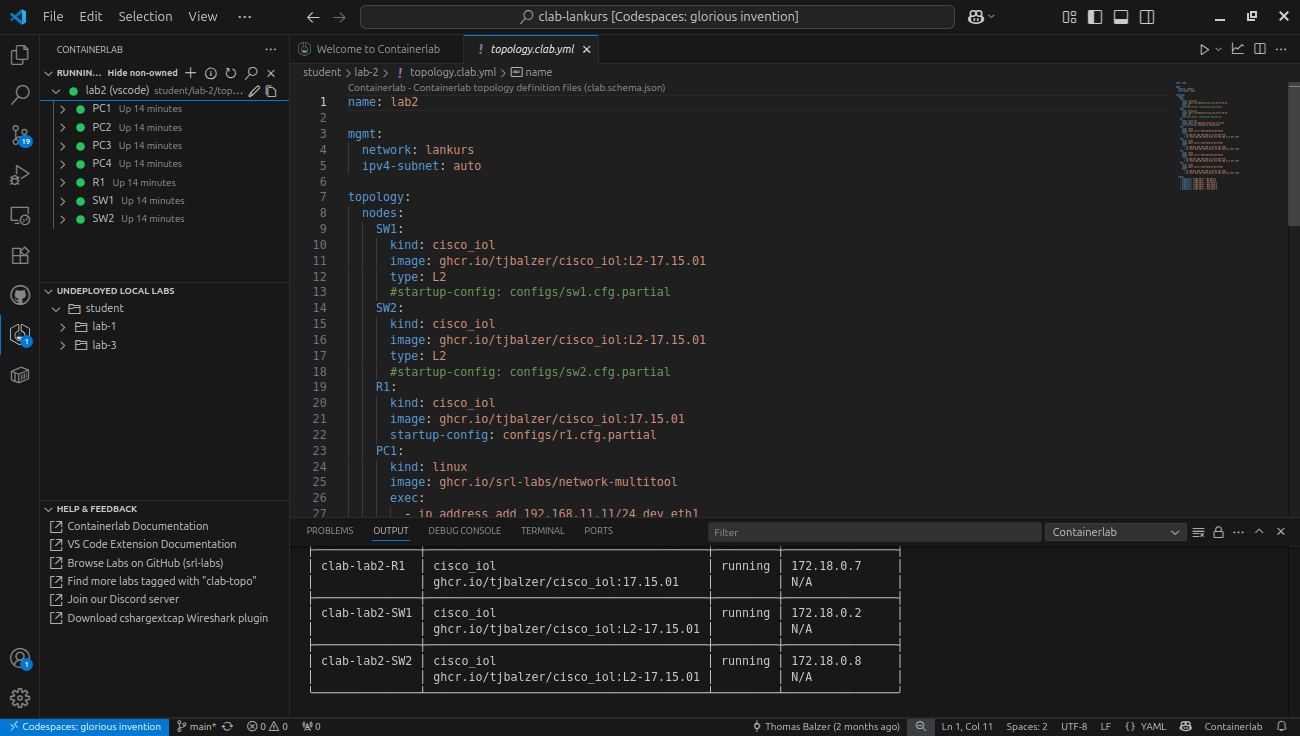 File Edit Selection View ··· clab-lankurs [Codespaces: glorious invention]
CONTAINERLAB
RUNNIN... Hide non-owned
lab2 (vscode) student/lab-2/top...
PC1 Up 14 minutes
PC2 Up 14 minutes
PC3 Up 14 minutes
PC4 Up 14 minutes
R1 Up 14 minutes
SW1 Up 14 minutes
SW2 Up 14 minutes
19
1
UNDEPLOYED LOCAL LABS
student
lab-1
lab-3
HELP & FEEDBACK
Containerlab Documentation
VS Code Extension Documentation
Browse Labs on GitHub (srl-labs)
Find more labs tagged with "clab-topo"
Join our Discord server
Download cshargextcap Wireshark plugin
1
Welcome to Containerlab ! topology.clab.yml
student > lab-2 > ! topology.clab.yml > name
Containerlab - Containerlab topology definition files (clab.schema.json)
1 name: lab2
2
3 mgmt:
4 network: lankurs
5 ipv4-subnet: auto
6
7 topology:
8 nodes:
9 SW1:
10 kind: cisco_iol
11 image: ghcr.io/tjbalzer/cisco_iol:L2-17.15.01
12 type: L2
13 #startup-config: configs/sw1.cfg.partial
14 SW2:
15 kind: cisco_iol
16 image: ghcr.io/tjbalzer/cisco_iol:L2-17.15.01
17 type: L2
18 #startup-config: configs/sw2.cfg.partial
19 R1:
20 kind: cisco_iol
21 image: ghcr.io/tjbalzer/cisco_iol:17.15.01
22 startup-config: configs/r1.cfg.partial
23 PC1:
24 kind: linux
25 image: ghcr.io/srl-labs/network-multitool
26 exec:
27 - ip address add 192.168.11.11/24 dev eth1
PROBLEMS OUTPUT DEBUG CONSOLE TERMINAL PORTS Filter Containerlab
clab-lab2-R1 cisco_iol running 172.18.0.7
ghcr.io/tjbalzer/cisco_iol:17.15.01 N/A
clab-lab2-SW1 cisco_iol running 172.18.0.2
ghcr.io/tjbalzer/cisco_iol:L2-17.15.01 N/A
clab-lab2-SW2 cisco_iol running 172.18.0.8
ghcr.io/tjbalzer/cisco_iol:L2-17.15.01 N/A
Codespaces: glorious invention main* 0 0 0 Thomas Balzer (2 months ago) Ln 1, Col 11 Spaces: 2 UTF-8 LF {} YAML Containerlab